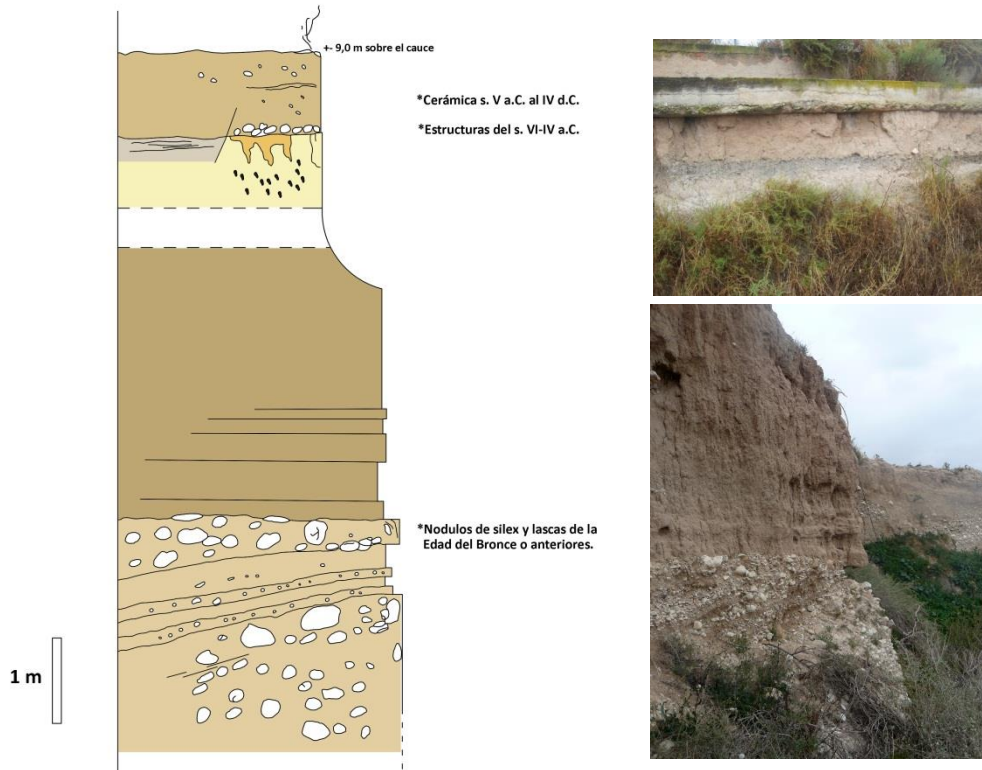 +- 9,0 m sobre el cauce
*Cerámica s. V a.C. al IV d.C.
*Estructuras del s. VI-IV a.C.
*Nodulos de sílex y lascas de la
Edad del Bronce o anteriores.
1 m